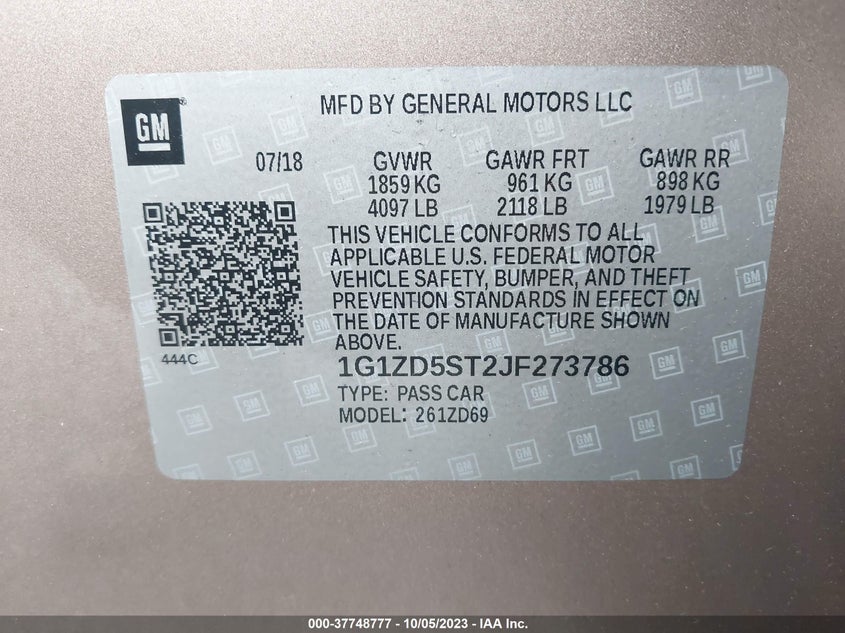 GM
MFD BY GENERAL MOTORS LLC
07/18 GVWR GAWR FRT GAWR RR
1859 KG 961 KG 898 KG
4097 LB 2118 LB 1979 LB
THIS VEHICLE CONFORMS TO ALL
APPLICABLE U.S. FEDERAL MOTOR
VEHICLE SAFETY, BUMPER, AND THEFT
PREVENTION STANDARDS IN EFFECT ON
THE DATE OF MANUFACTURE SHOWN
ABOVE.
444C
1G1ZD5ST2JF273786
TYPE: PASS CAR
MODEL: 261ZD69
000-37748777 - 10/05/2023 - IAA Inc.